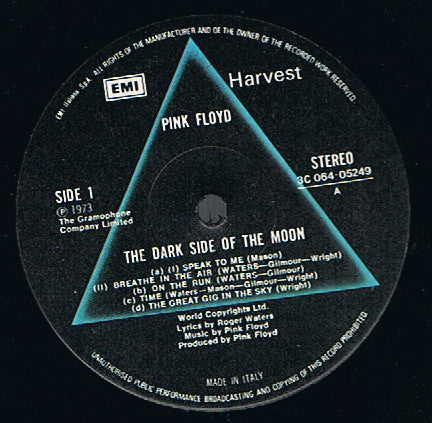 EMI Italiana SpA. ALL RIGHTS OF THE MANUFACTURER AND OF THE OWNER OF THE RECORDED WORK RESERVED
EMI
Harvest
PINK FLOYD
SIDE 1
STEREO
3C 064-05249
A
Ⓟ 1973
The Gramophone
Company Limited
THE DARK SIDE OF THE MOON
(a) (I) SPEAK TO ME (Mason)
(II) BREATHE IN THE AIR (WATERS—Gilmour—Wright)
(b) ON THE RUN (WATERS—Gilmour)
(c) TIME (Waters—Mason—Gilmour—Wright)
(d) THE GREAT GIG IN THE SKY (Wright)
World Copyrights Ltd.
Lyrics by Roger Waters
Music by Pink Floyd
Produced by Pink Floyd
MADE IN ITALY
UNAUTHORISED PUBLIC PERFORMANCE BROADCASTING AND COPYING OF THIS RECORD PROHIBITED